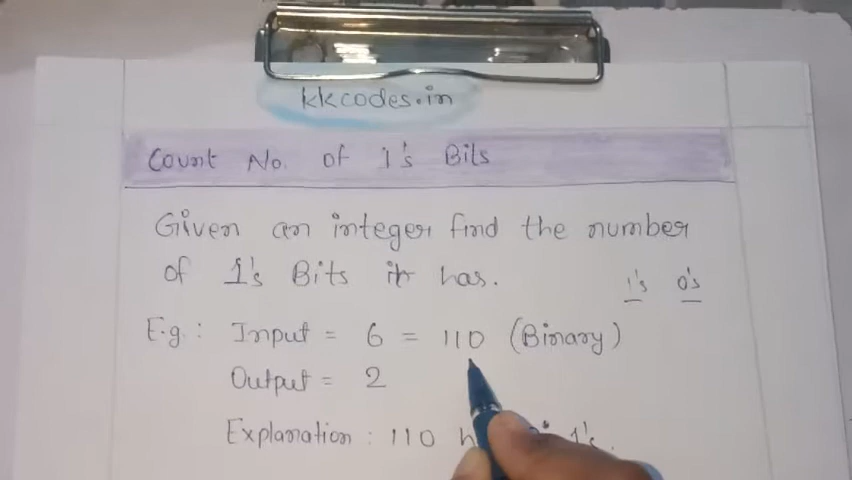 kkcodes.in
Count No. of 1's Bits
Given an integer find the number
of 1's Bits it has.
1's 0's
E.g.: Input = 6 = 110 (Binary)
Output = 2
Explanation : 110 1's.